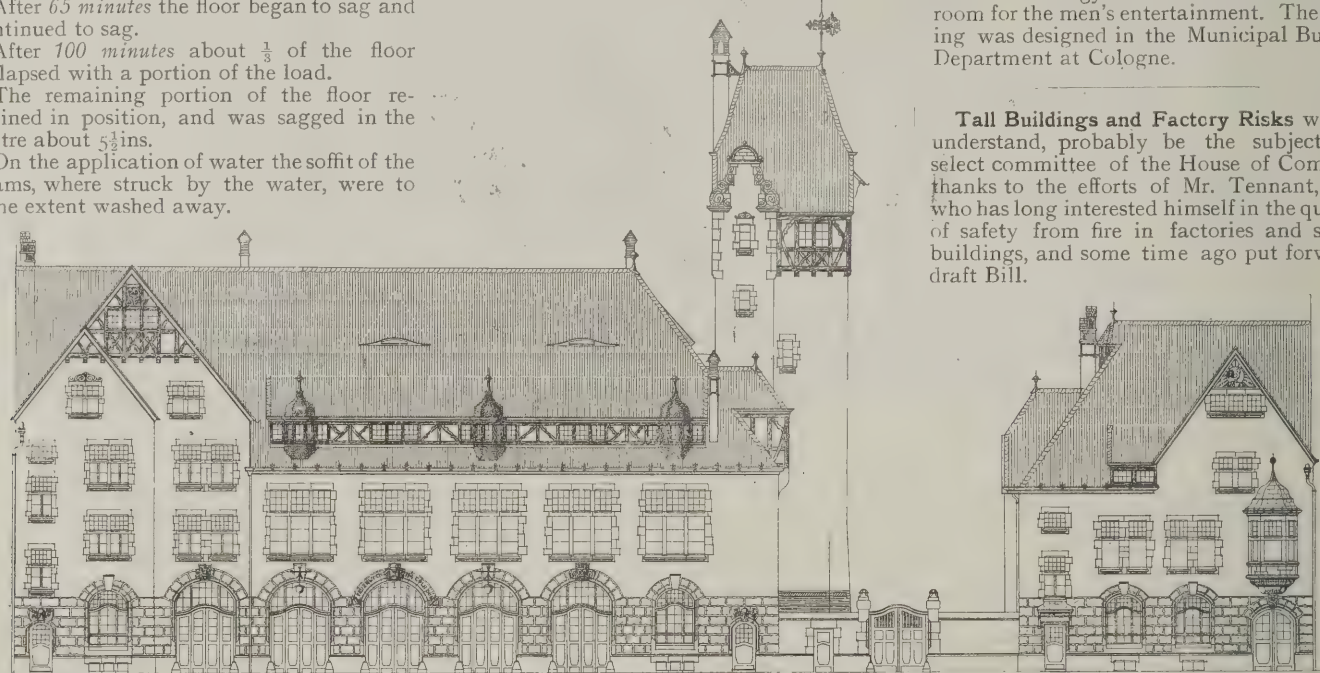 After 65 minutes the floor began to sag and
ntinued to sag.
After 100 minutes about ⅓ of the floor
lapsed with a portion of the load.
The remaining portion of the floor re-
ined in position, and was sagged in the
tre about 5½ins.
On the application of water the soffit of the
ams, where struck by the water, were to
ne extent washed away.
room for the men's entertainment. The
ing was designed in the Municipal Bu
Department at Cologne.
Tall Buildings and Factory Risks w
understand, probably be the subject
select committee of the House of Com
thanks to the efforts of Mr. Tennant,
who has long interested himself in the qu
of safety from fire in factories and s
buildings, and some time ago put forw
draft Bill.